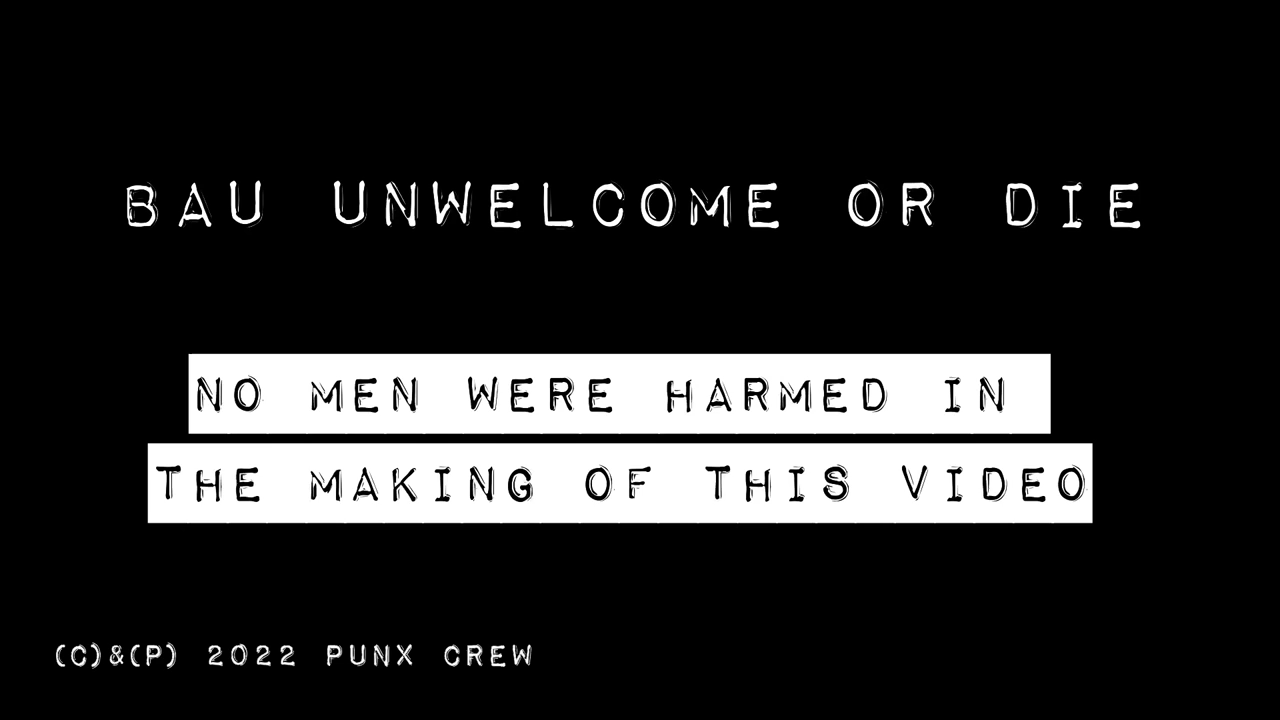 BAU UNWELCOME OR DIE
NO MEN WERE HARMED IN
THE MAKING OF THIS VIDEO
(C)&(P) 2022 PUNX CREW